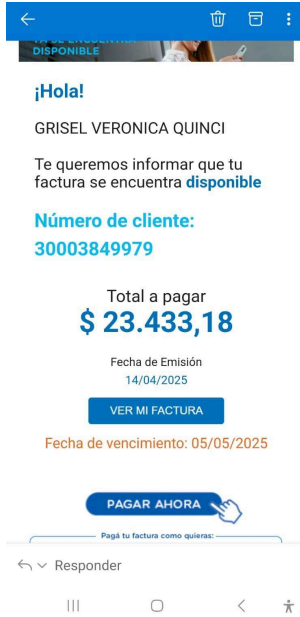 DISPONIBLE
¡Hola!
GRISEL VERONICA QUINCI
Te queremos informar que tu
factura se encuentra disponible
Número de cliente:
30003849979
Total a pagar
$ 23.433,18
Fecha de Emisión
14/04/2025
VER MI FACTURA
Fecha de vencimiento: 05/05/2025
PAGAR AHORA
Pagá tu factura como quieras:
Responder